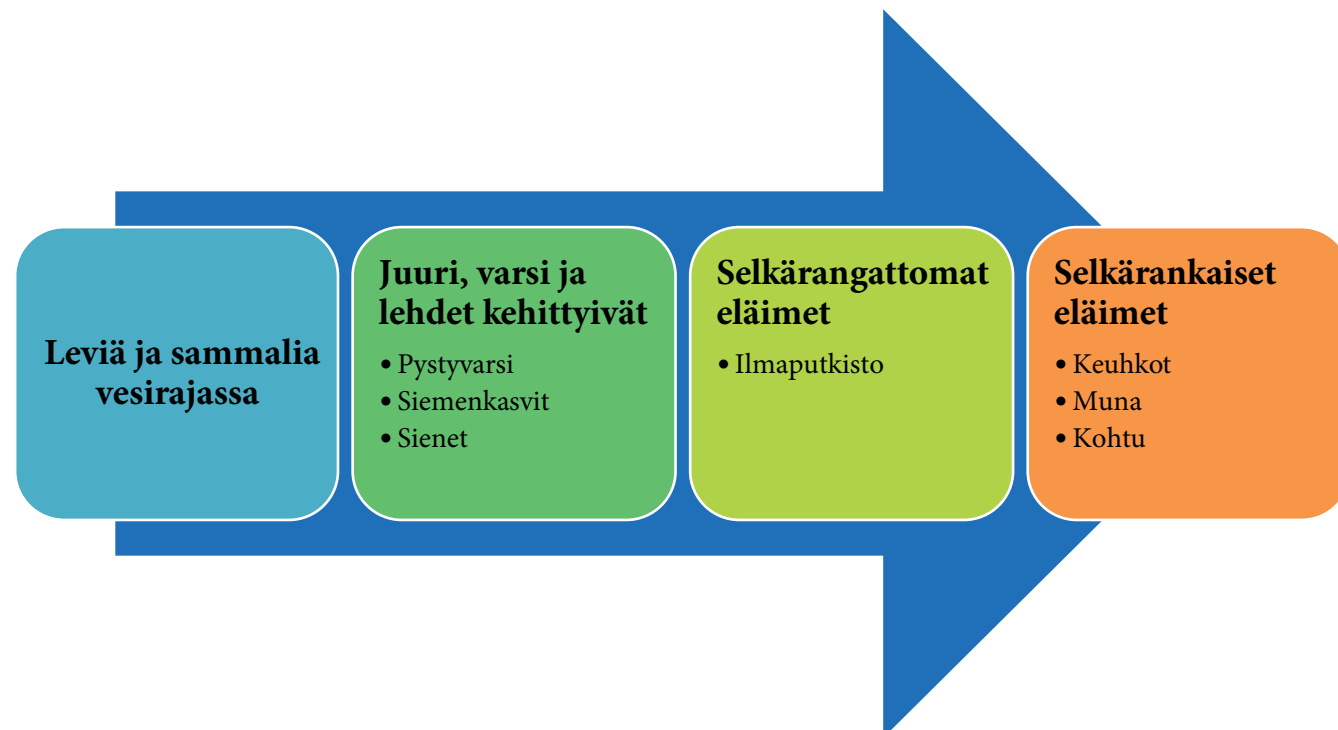 Leviä ja sammalia
vesirajassa
Juuri, varsi ja
lehdet kehittyivät
• Pystyvarsi
• Siemenkasvit
• Sienet
Selkärangattomat
eläimet
• Ilmaputkisto
Selkärankaiset
eläimet
• Keuhkot
• Muna
• Kohtu